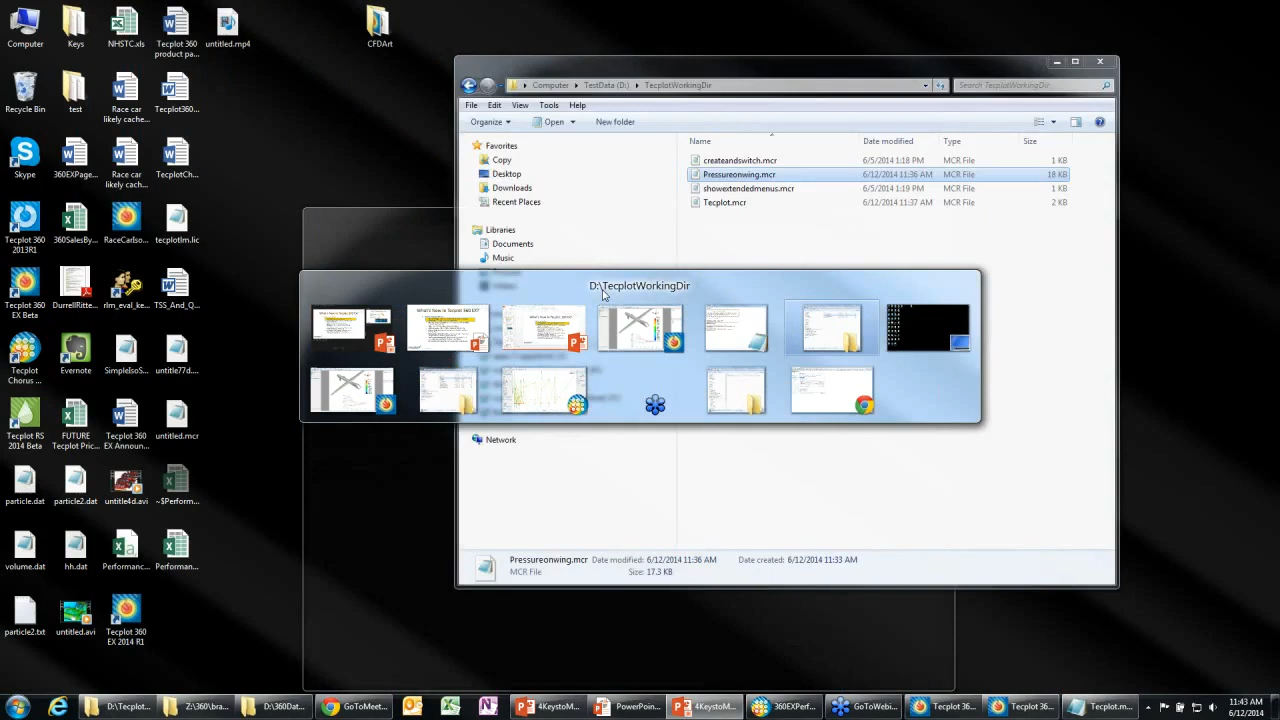 Computer
Keys
NHSTC.xls
Tecplot 360 product pa...
untitled.mp4
CFDArt
Recycle Bin
test
Race car likely cache...
Tecplot360...
Skype
360EXPage...
Race car likely cache...
TecplotCh...
Tecplot 360 2013R1
360SalesBy...
RaceCarIso...
tecplotlm.lic
Tecplot 360 EX Beta
DurrellRitte...
rlm_eval_ke...
TSS_And_Q...
Tecplot Chorus ...
Evernote
SimpleIsoS...
untitle77d....
Tecplot RS 2014 Beta
FUTURE Tecplot Pric...
Tecplot 360 EX Announ...
untitled.mcr
particle.dat
particle2.dat
untitle4d.avi
~$Perform...
volume.dat
hh.dat
Performanc...
Performan...
particle2.txt
untitled.avi
Tecplot 360 EX 2014 R1
Computer
TestData (D:)
TecplotWorkingDir
Search TecplotWorkingDir
File Edit View Tools Help
Organize Open New folder
Name Date modified Type Size
Favorites
Copy
Desktop
Downloads
Recent Places
Libraries
Documents
Music
Network
createandswitch.mcr 6/5/2014 1:18 PM MCR File 1 KB
Pressureonwing.mcr 6/12/2014 11:36 AM MCR File 18 KB
showextendedmenus.mcr 6/5/2014 1:19 PM MCR File 1 KB
Tecplot.mcr 6/12/2014 11:37 AM MCR File 2 KB
D:\TecplotWorkingDir
What's New in Tecplot 360 EX?
Pressureonwing.mcr Date modified: 6/12/2014 11:36 AM Date created: 6/12/2014 11:33 AM
MCR File Size: 17.3 KB
D:\Tecplot...
Z:\360\bra...
D:\360Dat...
GoToMeet...
4KeystoM...
PowerPoin...
4KeystoM...
360EXPerf...
GoToWebi...
Tecplot 36...
Tecplot 36...
Tecplot.m...
11:43 AM
6/12/2014